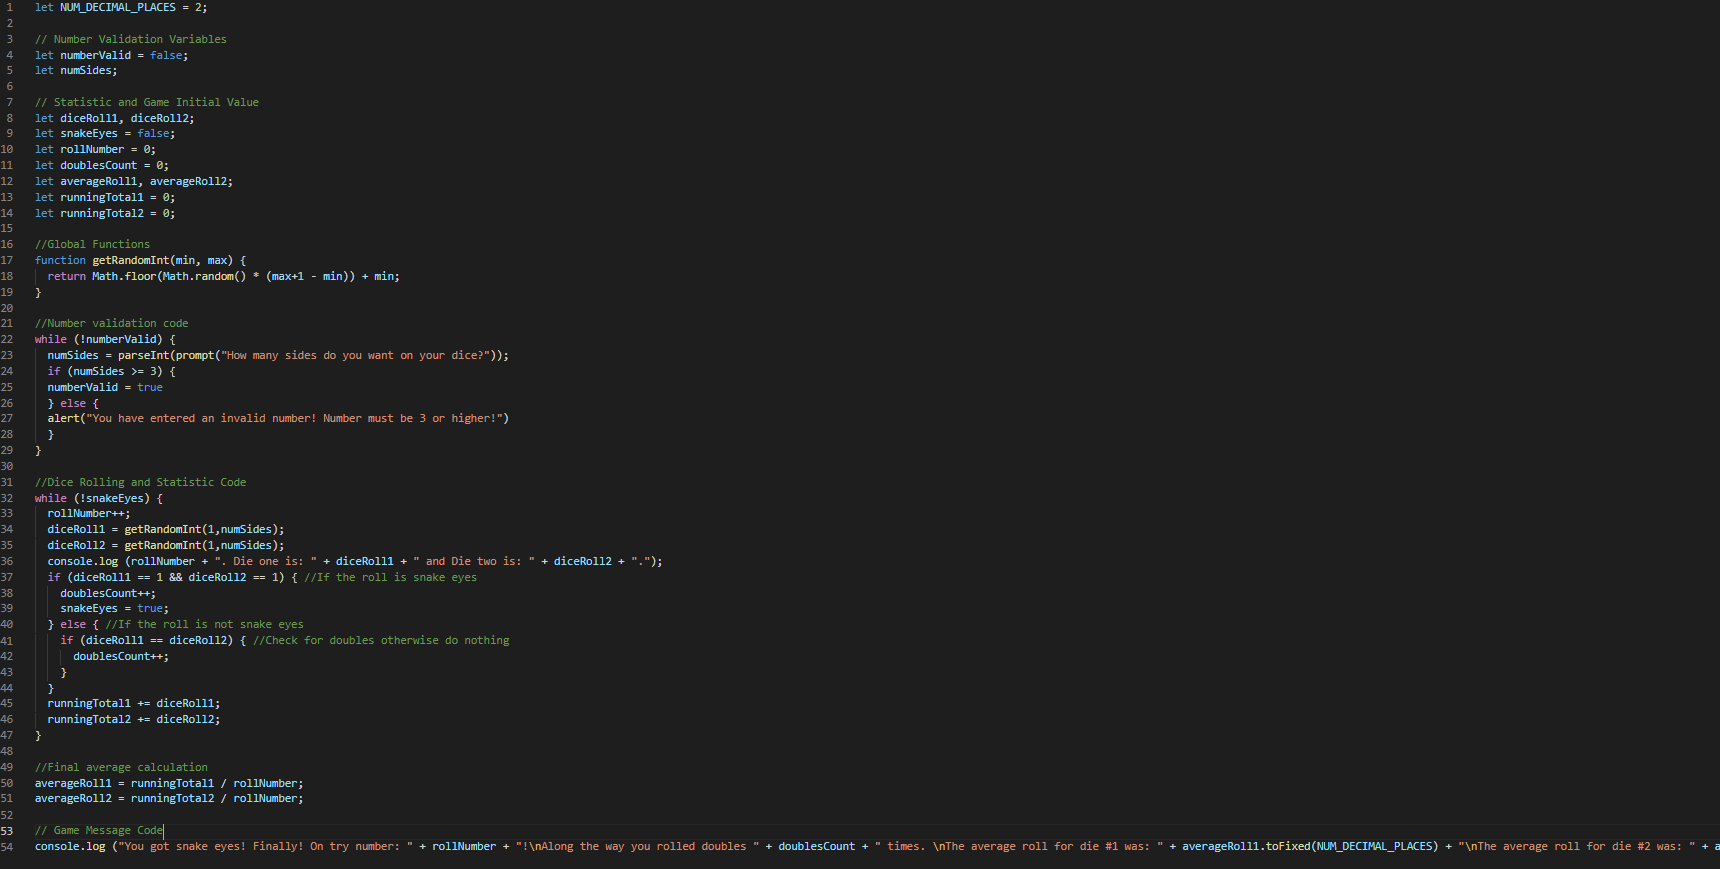 1 let NUM_DECIMAL_PLACES = 2;
2
3 // Number Validation Variables
4 let numberValid = false;
5 let numSides;
6
7 // Statistic and Game Initial Value
8 let diceRoll1, diceRoll2;
9 let snakeEyes = false;
10 let rollNumber = 0;
11 let doublesCount = 0;
12 let averageRoll1, averageRoll2;
13 let runningTotal1 = 0;
14 let runningTotal2 = 0;
15
16 //Global Functions
17 function getRandomInt(min, max) {
18   return Math.floor(Math.random() * (max+1 - min)) + min;
19 }
20
21 //Number validation code
22 while (!numberValid) {
23   numSides = parseInt(prompt("How many sides do you want on your dice?"));
24   if (numSides >= 3) {
25   numberValid = true
26   } else {
27   alert("You have entered an invalid number! Number must be 3 or higher!")
28   }
29 }
30
31 //Dice Rolling and Statistic Code
32 while (!snakeEyes) {
33   rollNumber++;
34   diceRoll1 = getRandomInt(1,numSides);
35   diceRoll2 = getRandomInt(1,numSides);
36   console.log (rollNumber + ". Die one is: " + diceRoll1 + " and Die two is: " + diceRoll2 + ".");
37   if (diceRoll1 == 1 && diceRoll2 == 1) { //If the roll is snake eyes
38     doublesCount++;
39     snakeEyes = true;
40   } else { //If the roll is not snake eyes
41     if (diceRoll1 == diceRoll2) { //Check for doubles otherwise do nothing
42       doublesCount++;
43     }
44   }
45   runningTotal1 += diceRoll1;
46   runningTotal2 += diceRoll2;
47 }
48
49 //Final average calculation
50 averageRoll1 = runningTotal1 / rollNumber;
51 averageRoll2 = runningTotal2 / rollNumber;
52
53 // Game Message Code
54 console.log ("You got snake eyes! Finally! On try number: " + rollNumber + "!\nAlong the way you rolled doubles " + doublesCount + " times. \nThe average roll for die #1 was: " + averageRoll1.toFixed(NUM_DECIMAL_PLACES) + "\nThe average roll for die #2 was: " +